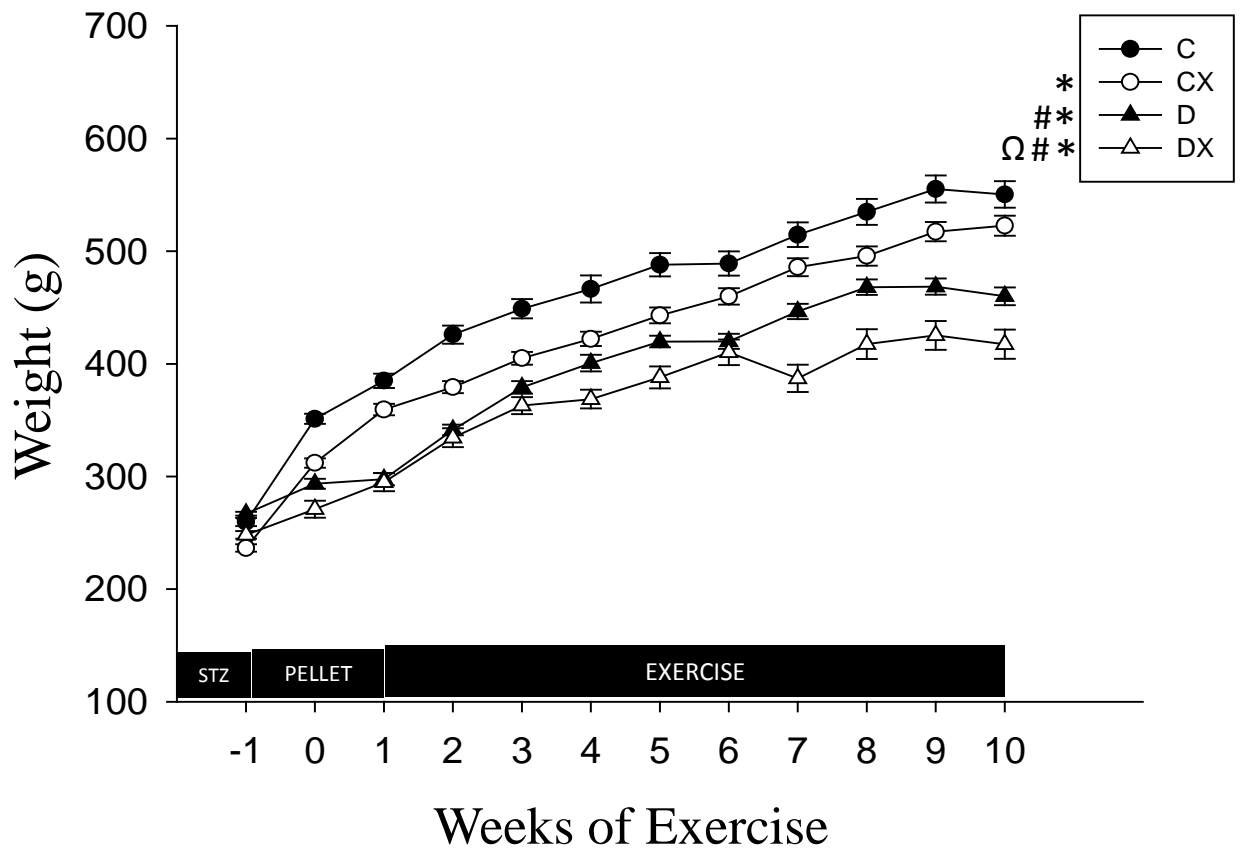 700
600
500
400
300
200
100
Weight (g)
C
* CX
#* D
Ω#* DX
STZ PELLET EXERCISE
-1 0 1 2 3 4 5 6 7 8 9 10
Weeks of Exercise